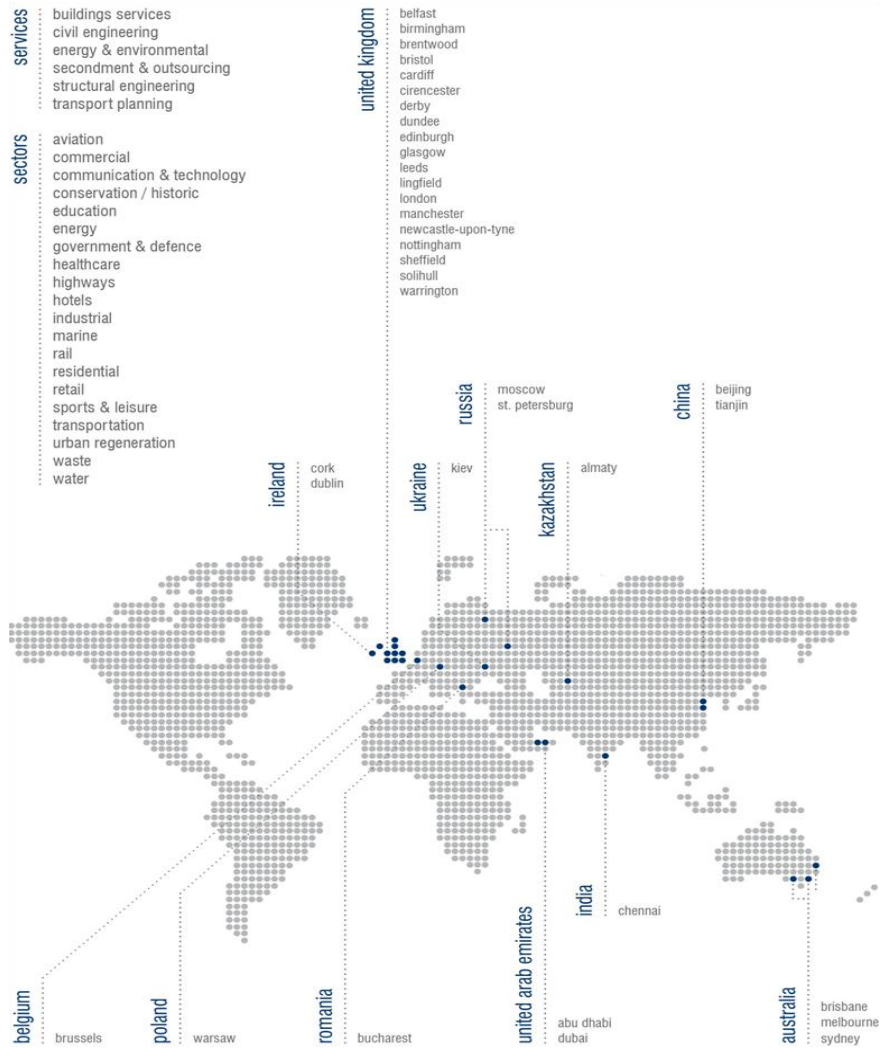 services
buildings services
civil engineering
energy & environmental
secondment & outsourcing
structural engineering
transport planning
sectors
aviation
commercial
communication & technology
conservation / historic
education
energy
government & defence
healthcare
highways
hotels
industrial
marine
rail
residential
retail
sports & leisure
transportation
urban regeneration
waste
water
united kingdom
belfast
birmingham
brentwood
bristol
cardiff
cirencester
derby
dundee
edinburgh
glasgow
leeds
lingfield
london
manchester
newcastle-upon-tyne
nottingham
sheffield
solihull
warrington
russia
moscow
st. petersburg
china
beijing
tianjin
ireland
cork
dublin
ukraine
kiev
kazakhstan
almaty
belgium
brussels
poland
warsaw
romania
bucharest
united arab emirates
abu dhabi
dubai
india
chennai
australia
brisbane
melbourne
sydney